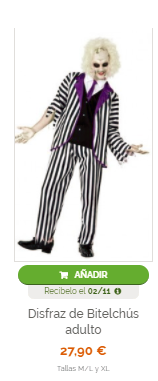 AÑADIR
Recíbelo el 02/11
Disfraz de Bitelchús
adulto
27,90 €
Tallas M/L y XL